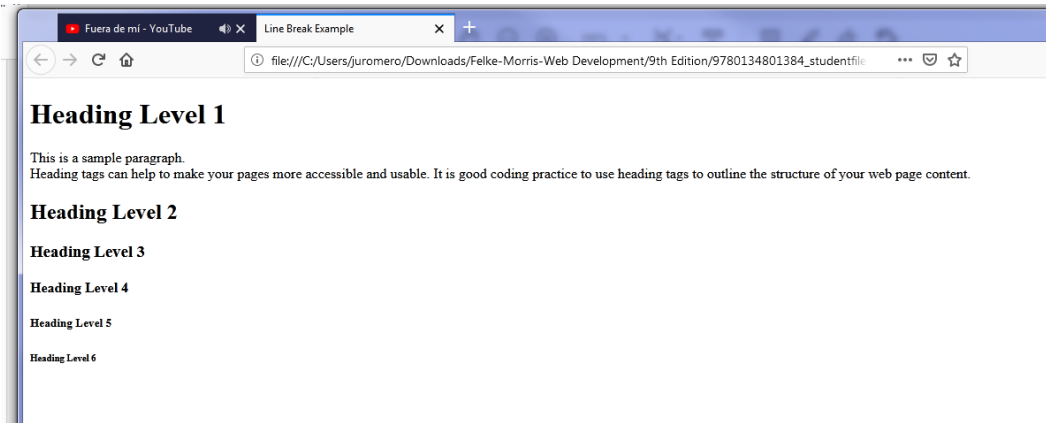 Fuera de mí - YouTube
Line Break Example
file:///C:/Users/juromero/Downloads/Felke-Morris-Web Development/9th Edition/9780134801384_studentfile
Heading Level 1
This is a sample paragraph.
Heading tags can help to make your pages more accessible and usable. It is good coding practice to use heading tags to outline the structure of your web page content.
Heading Level 2
Heading Level 3
Heading Level 4
Heading Level 5
Heading Level 6